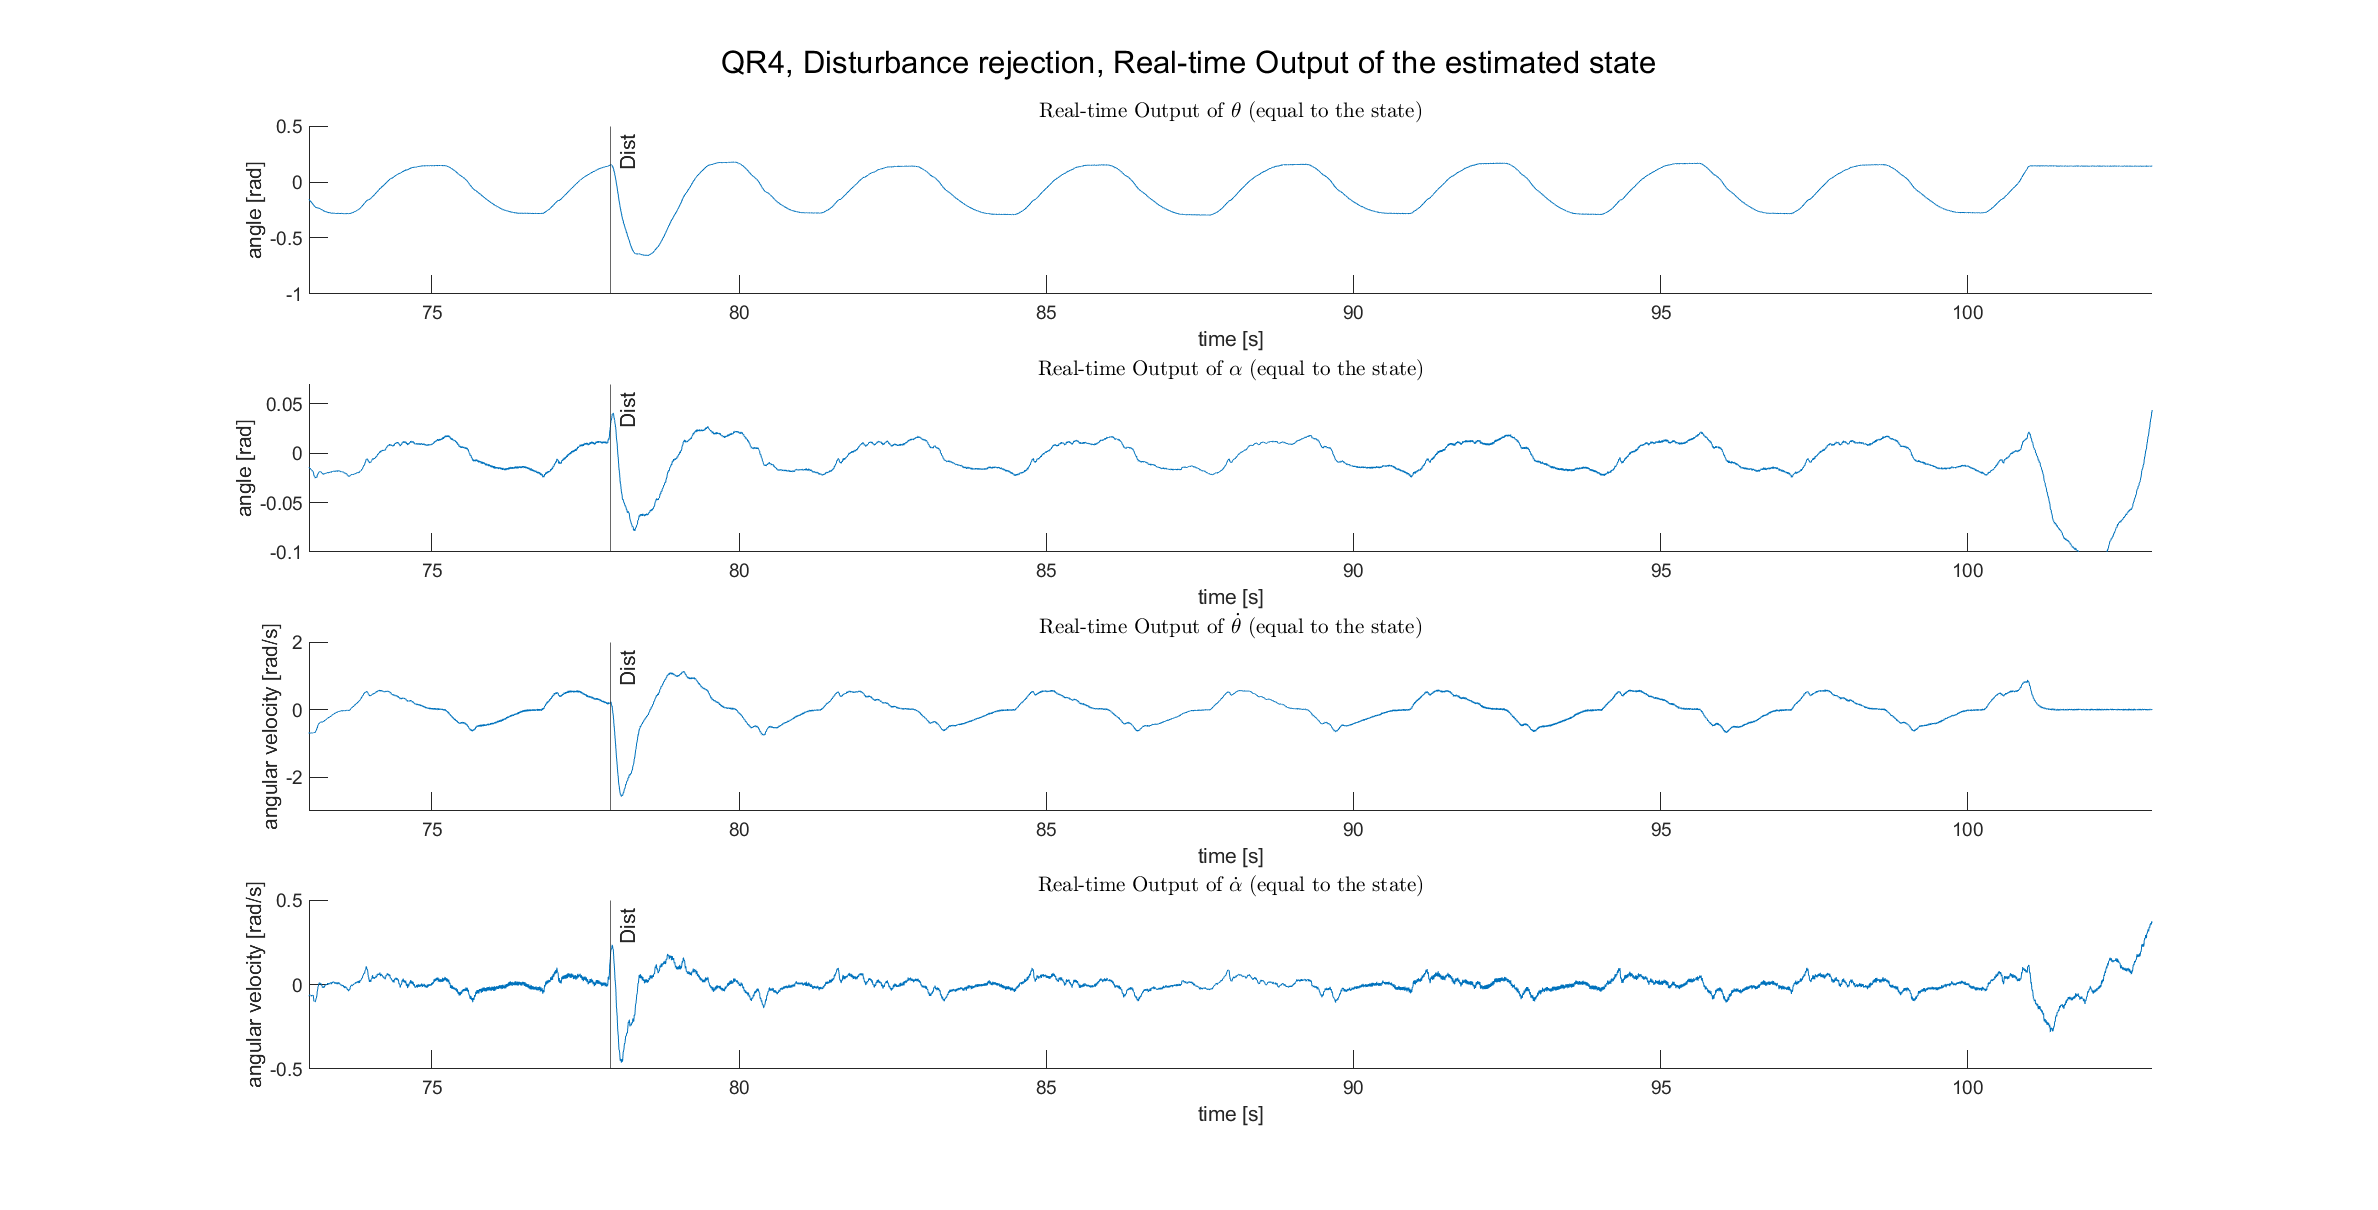 QR4, Disturbance rejection, Real-time Output of the estimated state
Real-time Output of θ (equal to the state)
angle [rad]
0.5
0
-0.5
-1
Dist
75 80 85 90 95 100
time [s]
Real-time Output of α (equal to the state)
angle [rad]
0.05
0
-0.05
-0.1
Dist
75 80 85 90 95 100
time [s]
Real-time Output of θ̇ (equal to the state)
angular velocity [rad/s]
2
0
-2
Dist
75 80 85 90 95 100
time [s]
Real-time Output of α̇ (equal to the state)
angular velocity [rad/s]
0.5
0
-0.5
Dist
75 80 85 90 95 100
time [s]